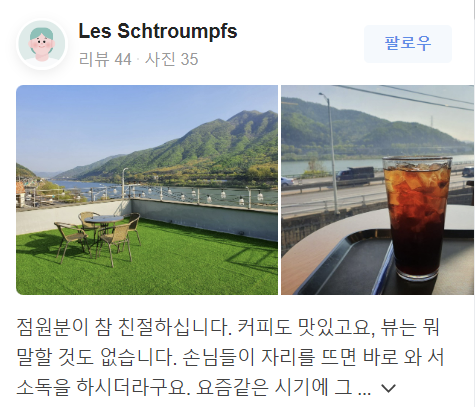 Les Schtroumpfs
팔로우
리뷰 44 · 사진 35
점원분이 참 친절하십니다. 커피도 맛있고요, 뷰는 뭐
말할 것도 없습니다. 손님들이 자리를 뜨면 바로 와 서
소독을 하시더라구요. 요즘같은 시기에 그 ...